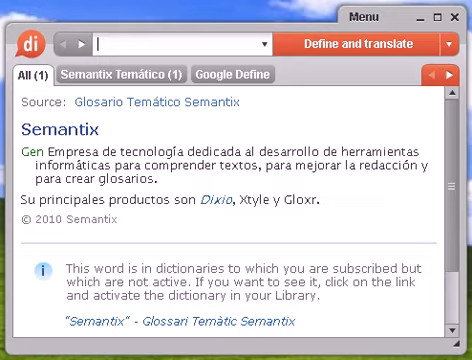 Menu
di
Define and translate
All (1) Semantix Temático (1) Google Define
Source: Glosario Temático Semantix
Semantix
Gen Empresa de tecnología dedicada al desarrollo de herramientas
informáticas para comprender textos, para mejorar la redacción y
para crear glosarios.
Su principales productos son Dixio, Xtyle y Gloxr.
© 2010 Semantix
i
This word is in dictionaries to which you are subscribed but
which are not active. If you want to see it, click on the link
and activate the dictionary in your Library.
"Semantix" - Glossari Temàtic Semantix